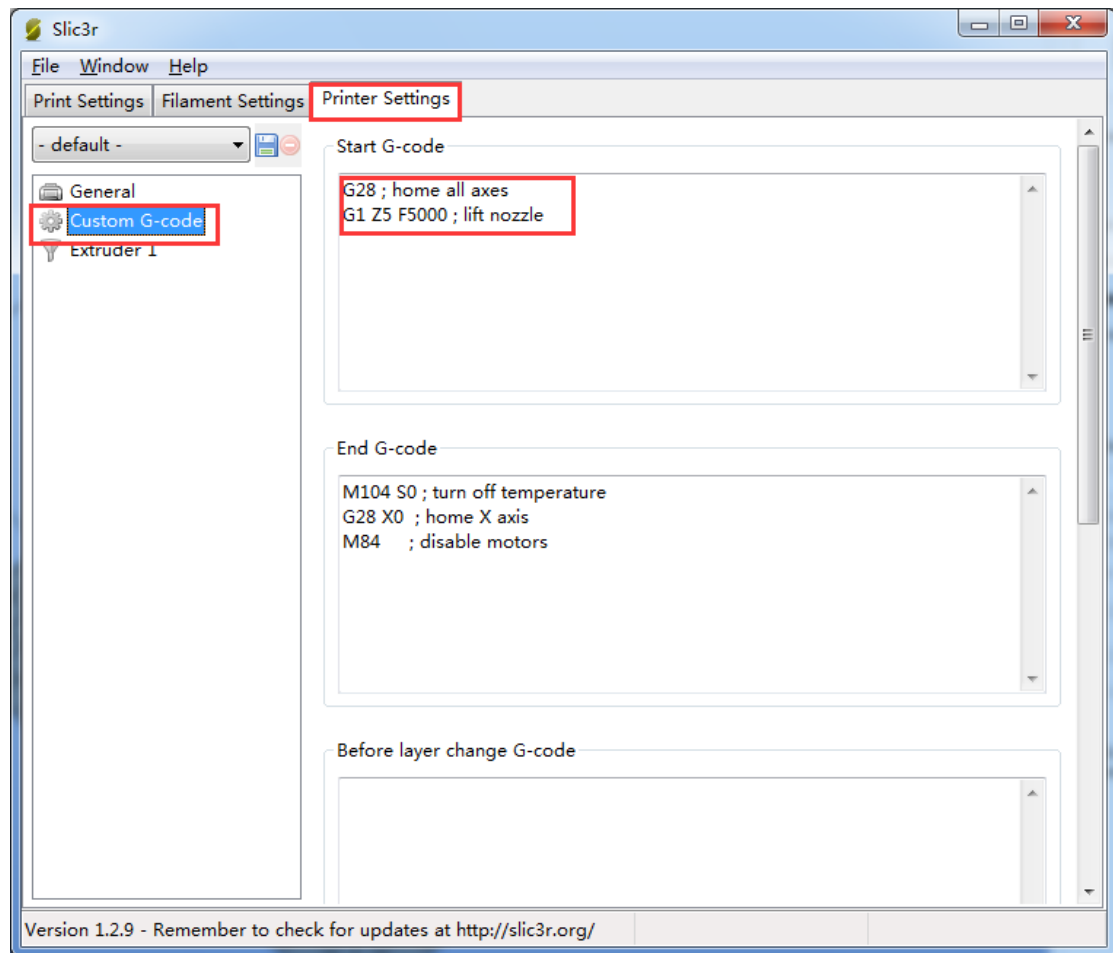 Slic3r
File Window Help
Print Settings Filament Settings Printer Settings
- default -
General
Custom G-code
Extruder 1
Start G-code
G28 ; home all axes
G1 Z5 F5000 ; lift nozzle
End G-code
M104 S0 ; turn off temperature
G28 X0  ; home X axis
M84     ; disable motors
Before layer change G-code
Version 1.2.9 - Remember to check for updates at http://slic3r.org/